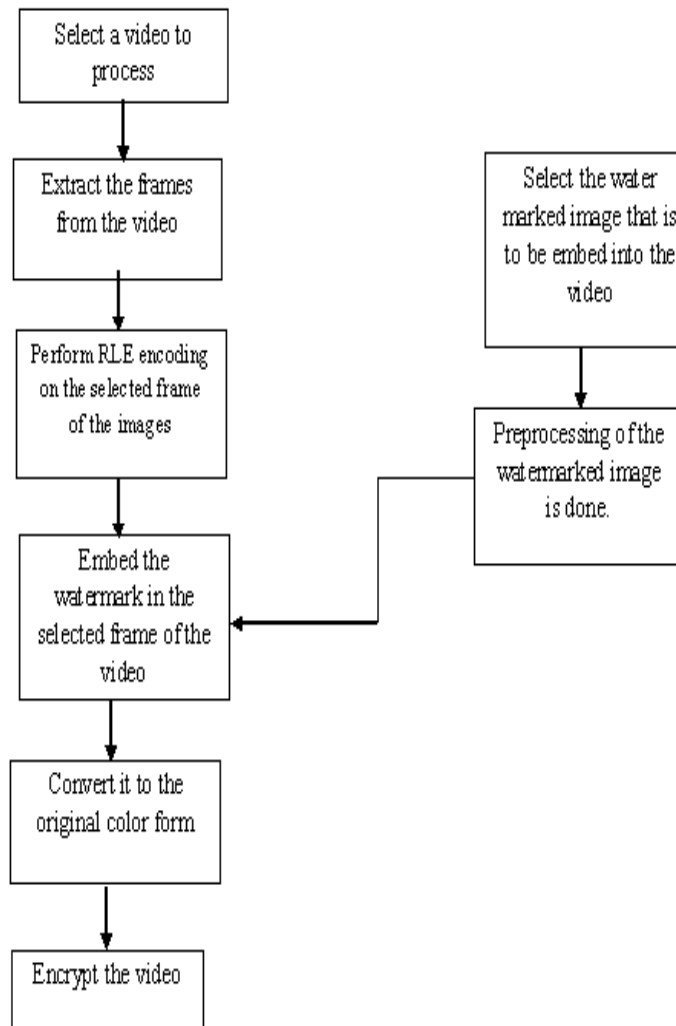 Select a video to
process
Extract the frames
from the video
Perform RLE encoding
on the selected frame
of the images
Embed the
watermark in the
selected frame of the
video
Convert it to the
original color form
Encrypt the video
Select the water
marked image that is
to be embed into the
video
Preprocessing of the
watermarked image
is done.